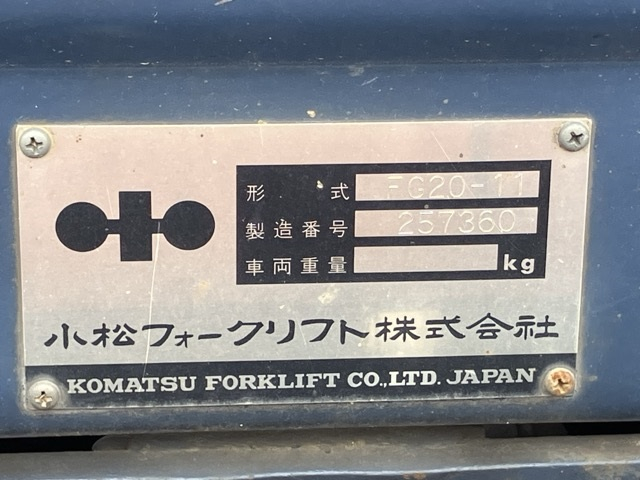 形式 FG20-11
製造番号 257360
車両重量 kg
小松フォークリフト株式会社
KOMATSU FORKLIFT CO.,LTD. JAPAN